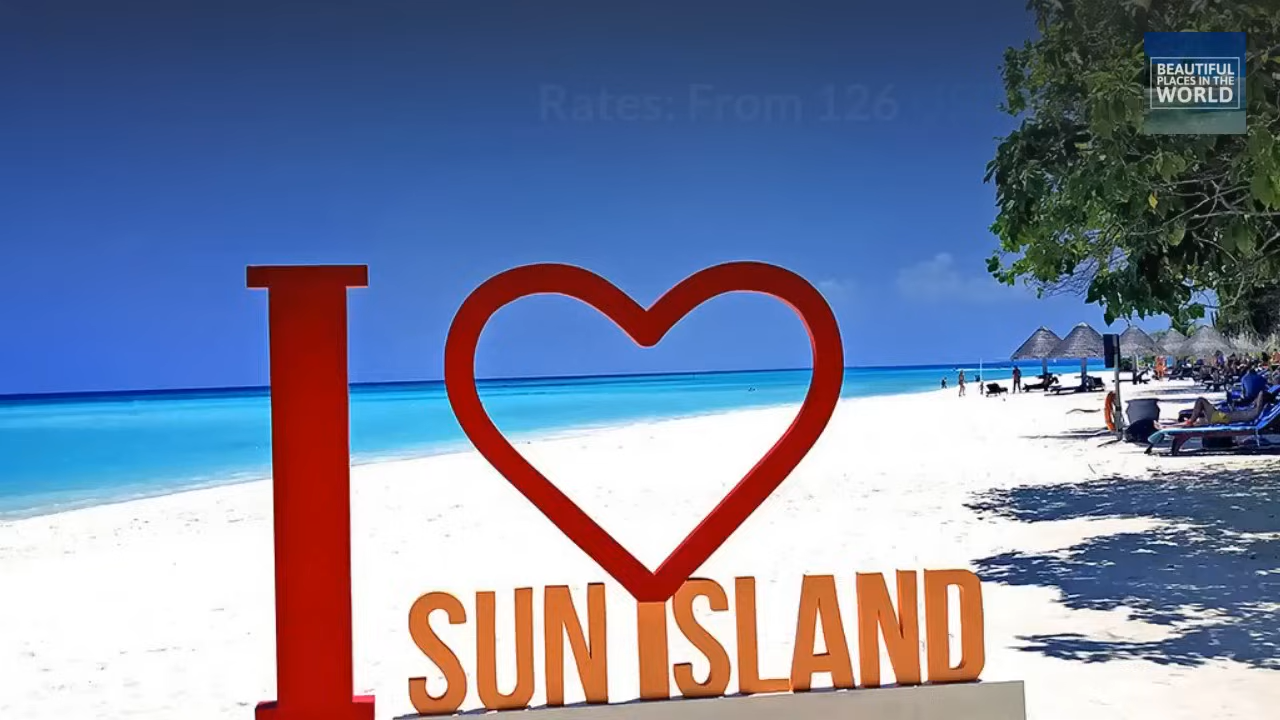 Rates: From 126
BEAUTIFUL
PLACES IN THE
WORLD
I
SUN ISLAND